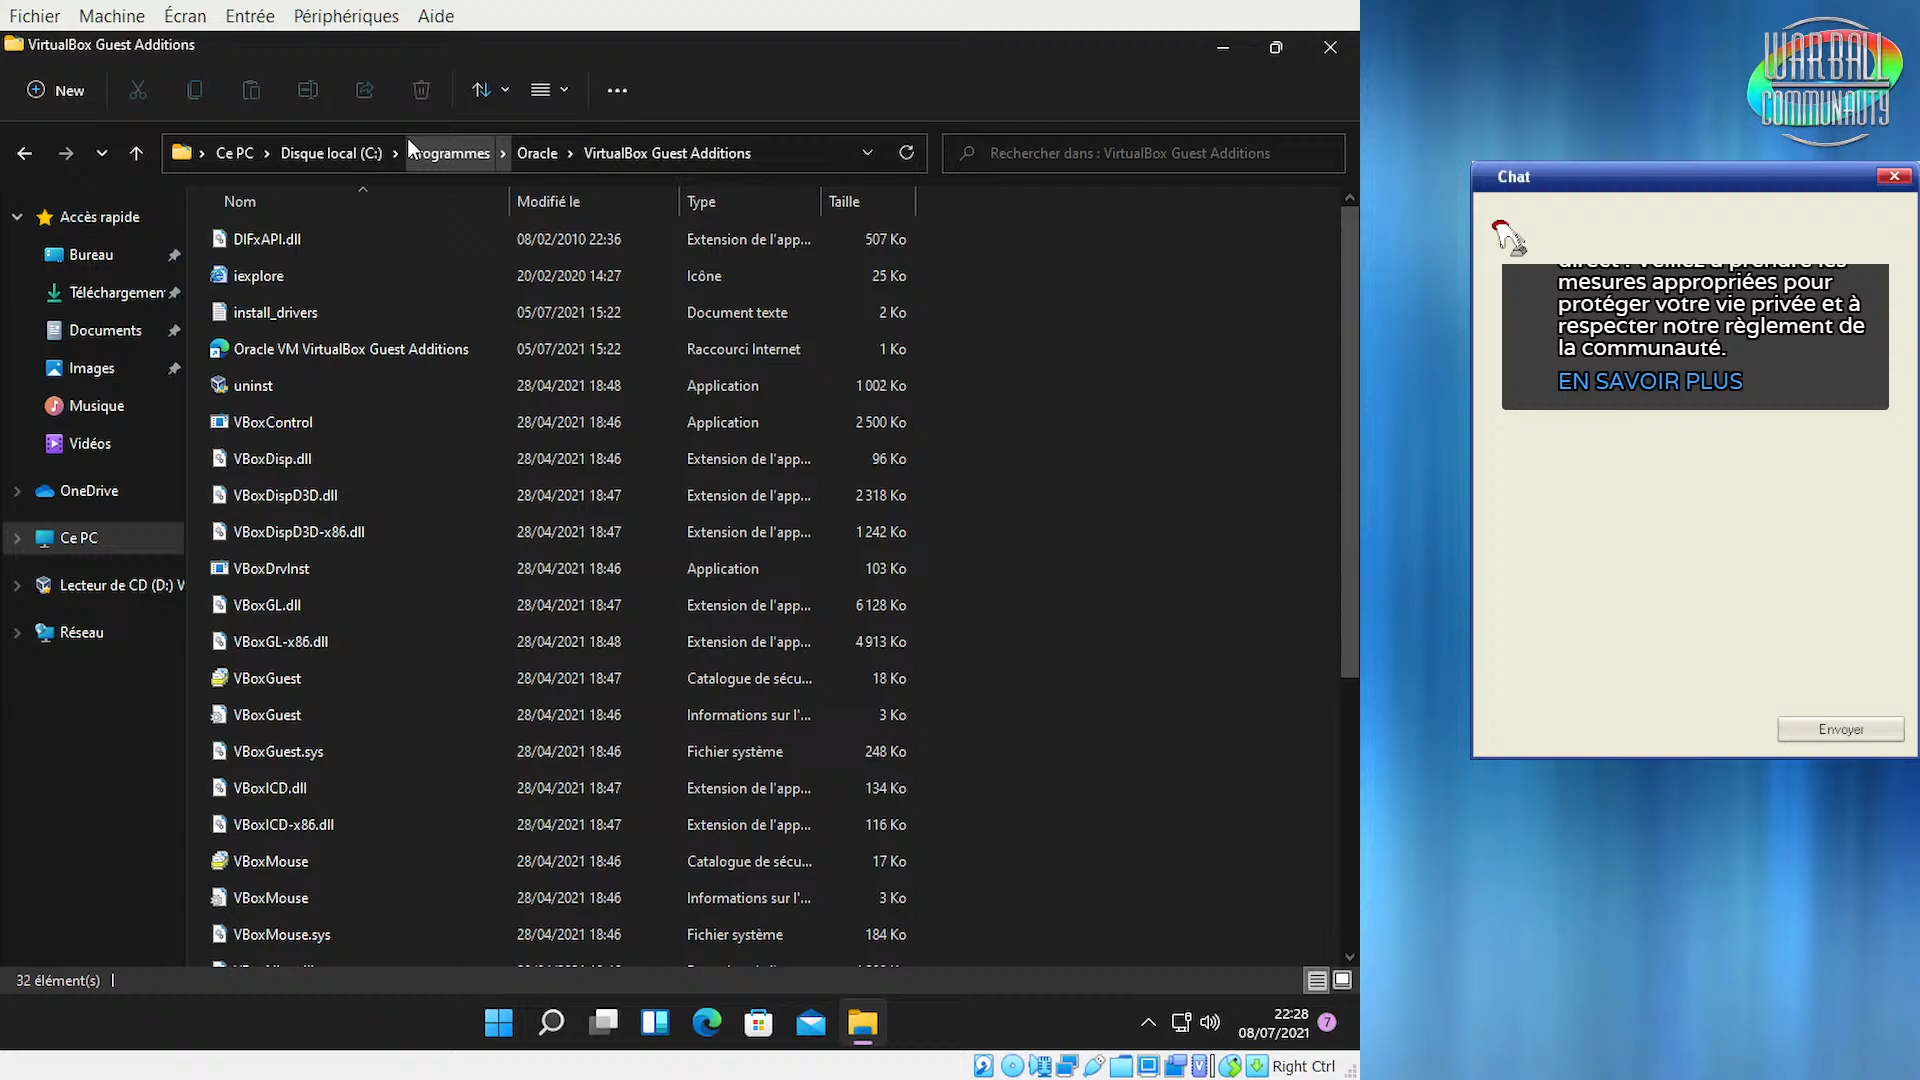 Fichier Machine Écran Entrée Périphériques Aide
VirtualBox Guest Additions
New
Ce PC Disque local (C:) Programmes Oracle VirtualBox Guest Additions
Rechercher dans : VirtualBox Guest Additions
Nom Modifié le Type Taille
Accès rapide
Bureau
Téléchargemen
Documents
Images
Musique
Vidéos
OneDrive
Ce PC
Lecteur de CD (D:) V
Réseau
DIFxAPI.dll 08/02/2010 22:36 Extension de l'app... 507 Ko
iexplore 20/02/2020 14:27 Icône 25 Ko
install_drivers 05/07/2021 15:22 Document texte 2 Ko
Oracle VM VirtualBox Guest Additions 05/07/2021 15:22 Raccourci Internet 1 Ko
uninst 28/04/2021 18:48 Application 1 002 Ko
VBoxControl 28/04/2021 18:46 Application 2 500 Ko
VBoxDisp.dll 28/04/2021 18:46 Extension de l'app... 96 Ko
VBoxDispD3D.dll 28/04/2021 18:47 Extension de l'app... 2 318 Ko
VBoxDispD3D-x86.dll 28/04/2021 18:47 Extension de l'app... 1 242 Ko
VBoxDrvInst 28/04/2021 18:46 Application 103 Ko
VBoxGL.dll 28/04/2021 18:47 Extension de l'app... 6 128 Ko
VBoxGL-x86.dll 28/04/2021 18:48 Extension de l'app... 4 913 Ko
VBoxGuest 28/04/2021 18:47 Catalogue de sécu... 18 Ko
VBoxGuest 28/04/2021 18:46 Informations sur l'... 3 Ko
VBoxGuest.sys 28/04/2021 18:46 Fichier système 248 Ko
VBoxICD.dll 28/04/2021 18:47 Extension de l'app... 134 Ko
VBoxICD-x86.dll 28/04/2021 18:47 Extension de l'app... 116 Ko
VBoxMouse 28/04/2021 18:46 Catalogue de sécu... 17 Ko
VBoxMouse 28/04/2021 18:46 Informations sur l'... 3 Ko
VBoxMouse.sys 28/04/2021 18:46 Fichier système 184 Ko
32 élément(s)
22:28
08/07/2021 7
Right Ctrl
WARBALL
COMMUNAUTY
Chat
direct ! Veillez à prendre les
mesures appropriées pour
protéger votre vie privée et à
respecter notre règlement de
la communauté.
EN SAVOIR PLUS
Envoyer